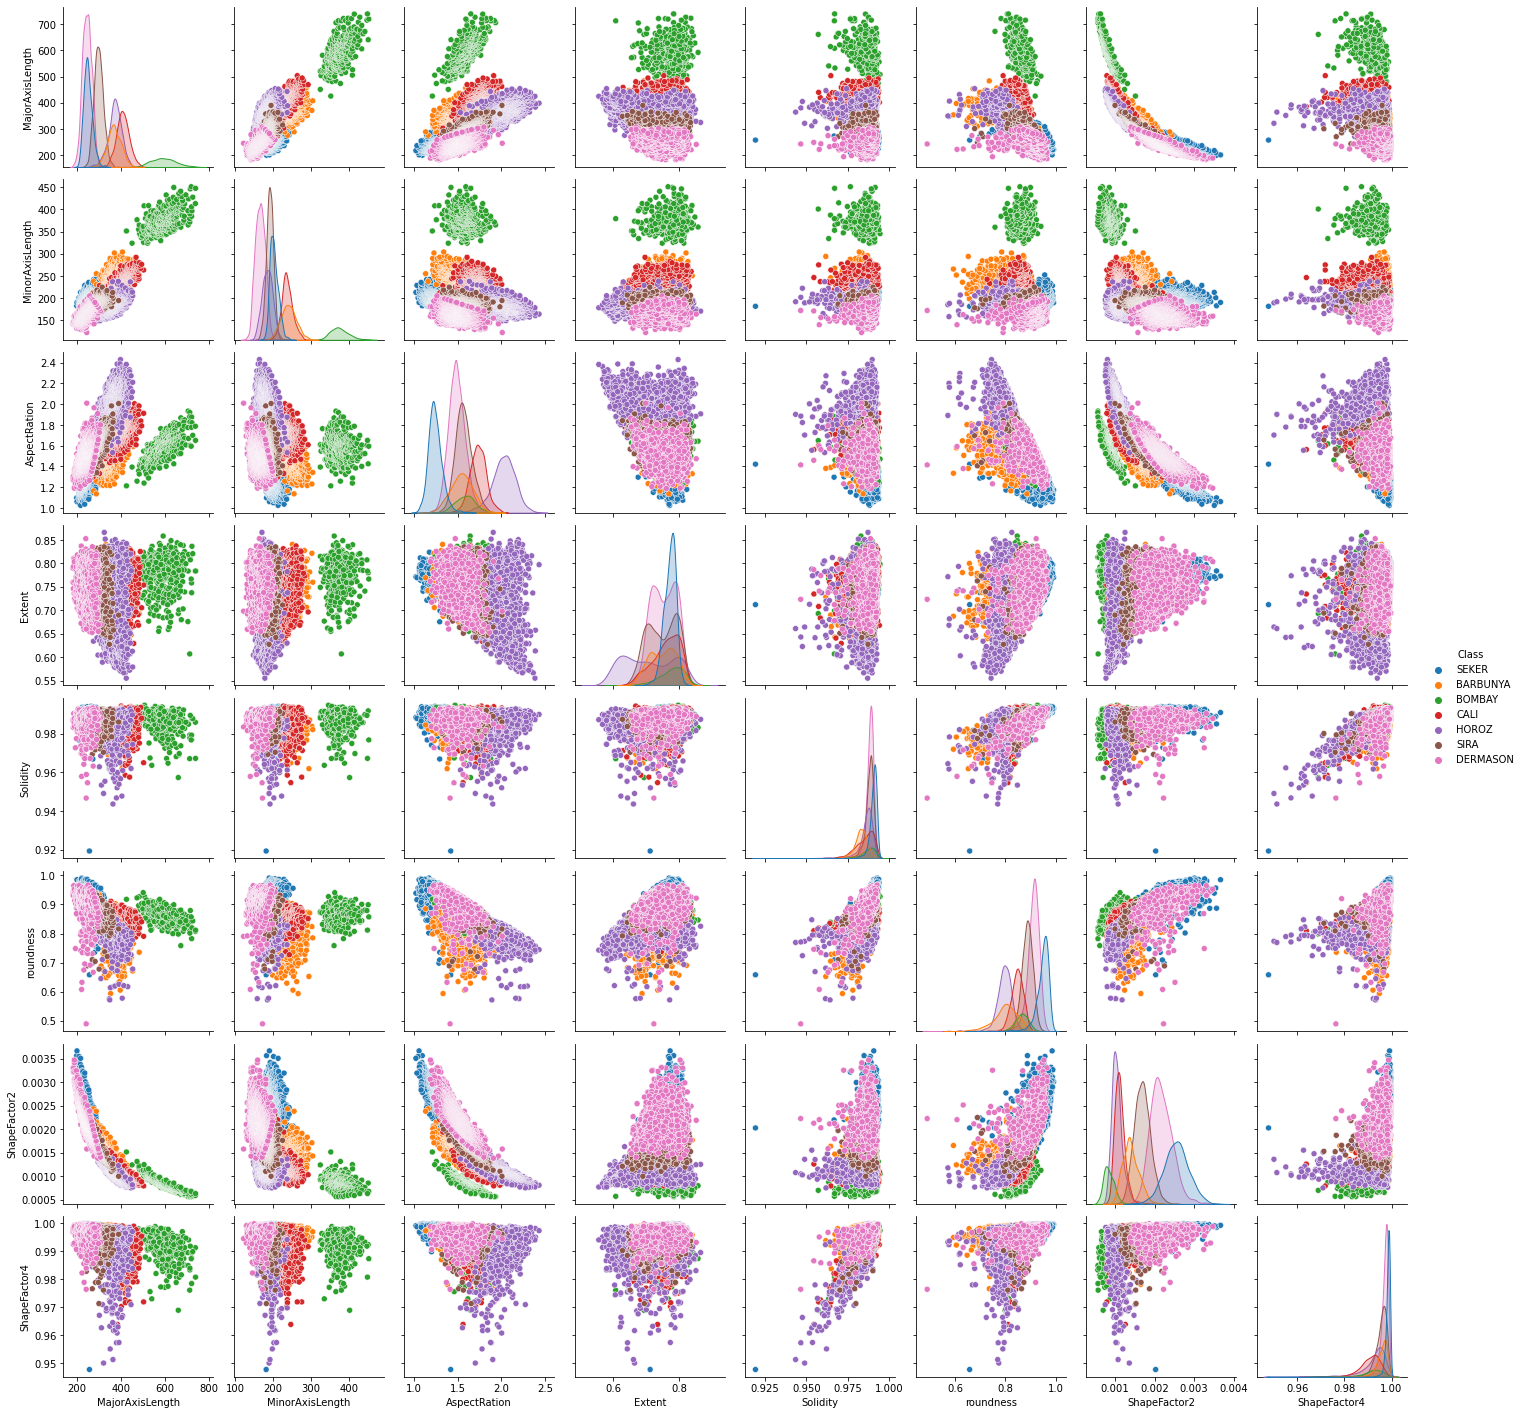 700
600
500
400
300
200
MajorAxisLength
450
400
350
300
250
200
150
MinorAxisLength
2.4
2.2
2.0
1.8
1.6
1.4
1.2
1.0
AspectRation
0.85
0.80
0.75
0.70
0.65
0.60
0.55
Extent
Class
SEKER
BARBUNYA
BOMBAY
CALI
HOROZ
SIRA
DERMASON
0.98
0.96
0.94
0.92
Solidity
1.0
0.9
0.8
0.7
0.6
0.5
roundness
0.0035
0.0030
0.0025
0.0020
0.0015
0.0010
0.0005
ShapeFactor2
1.00
0.99
0.98
0.97
0.96
0.95
ShapeFactor4
200 400 600 800
100 200 300 400
1.0 1.5 2.0 2.5
0.6 0.8
0.925 0.950 0.975 1.000
0.6 0.8 1.0
0.001 0.002 0.003 0.004
0.96 0.98 1.00
MajorAxisLength
MinorAxisLength
AspectRation
Extent
Solidity
roundness
ShapeFactor2
ShapeFactor4